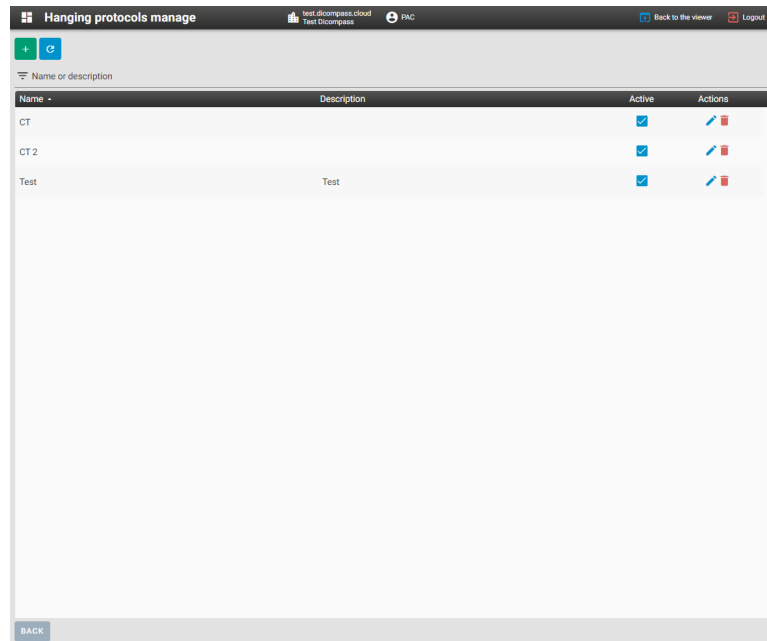 Hanging protocols manage
test.dicompass.cloud
Test Dicompass
PAC
Back to the viewer
Logout
Name or description
Name Description Active Actions
CT
CT 2
Test Test
BACK